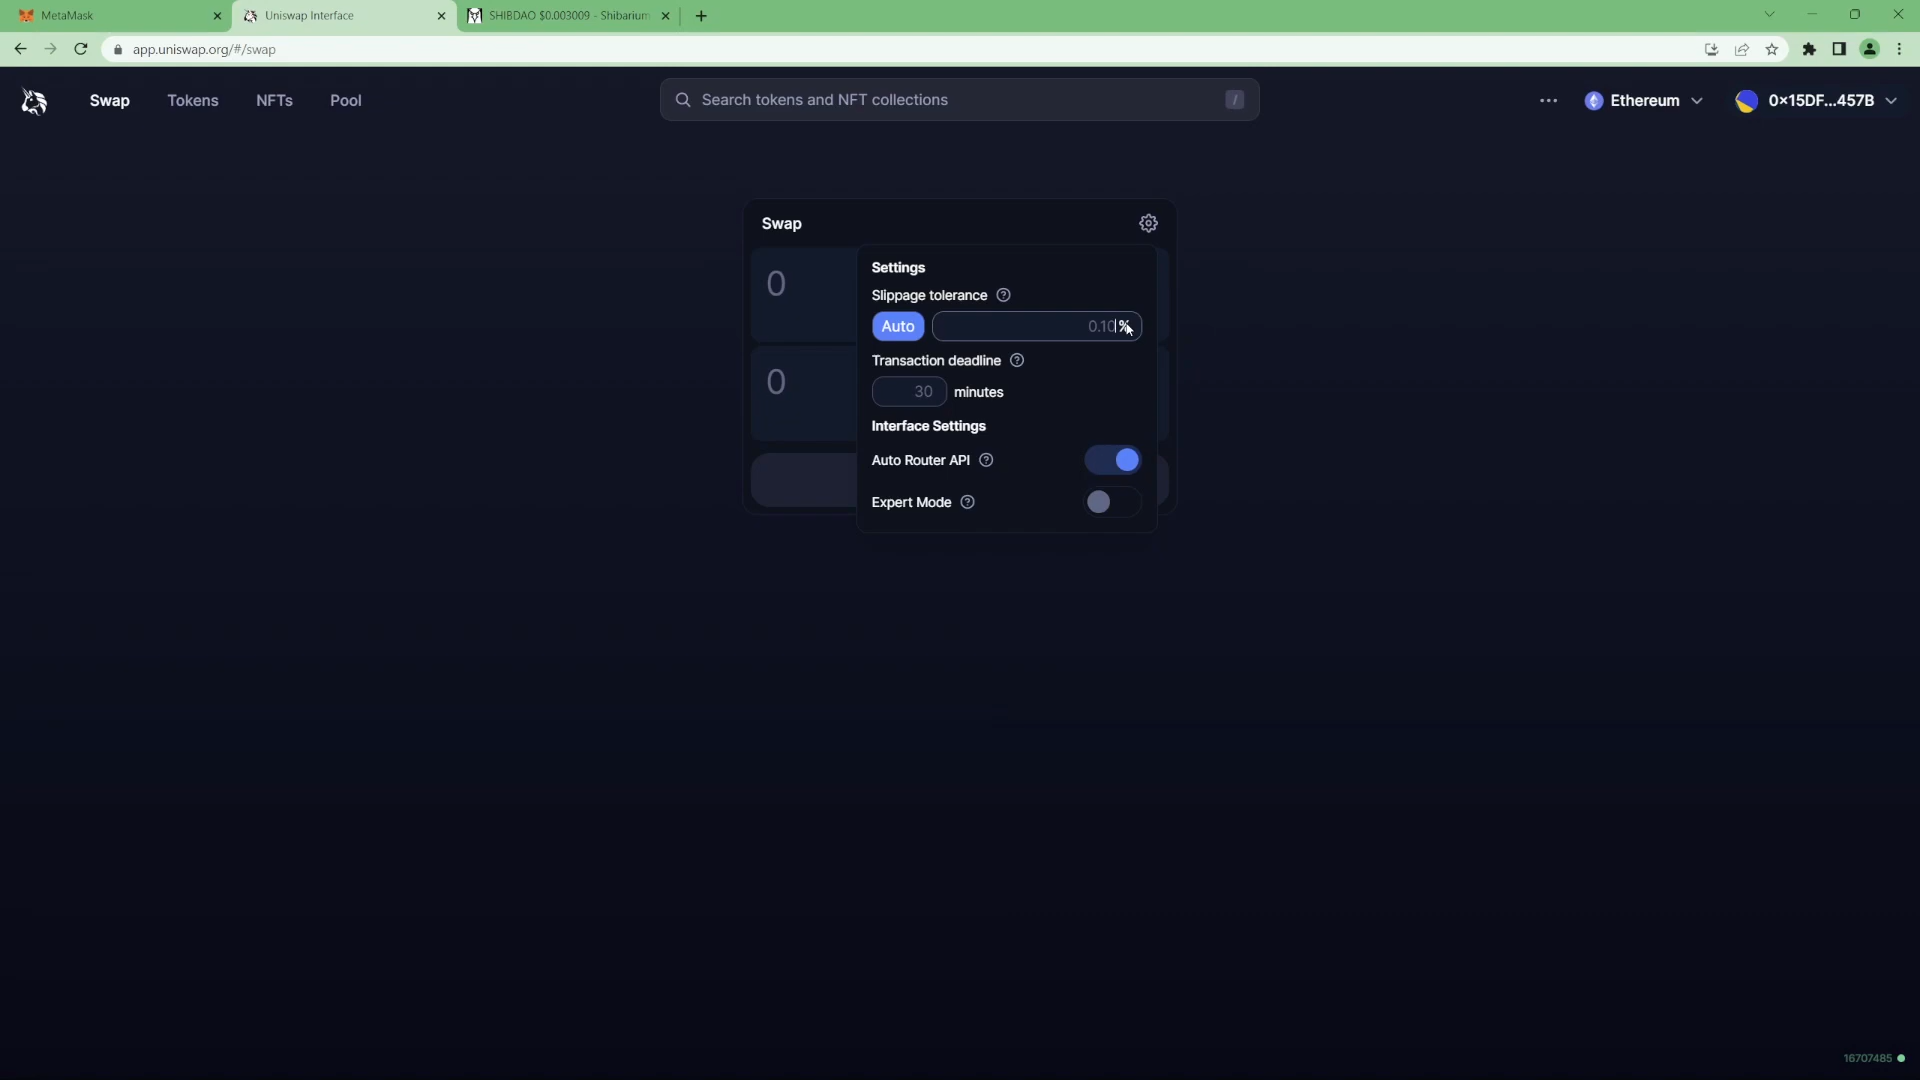 MetaMask
Uniswap Interface
SHIBDAO $0.003009 - Shibarium
app.uniswap.org/#/swap
Swap
Tokens
NFTs
Pool
Search tokens and NFT collections
/
Ethereum
0×15DF...457B
Swap
Settings
0
Slippage tolerance
Auto
0.10%
Transaction deadline
0
30 minutes
Interface Settings
Auto Router API
Expert Mode
16707485